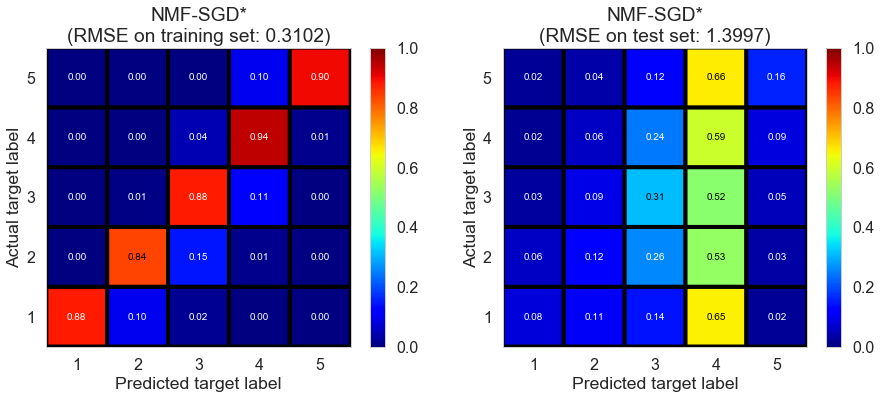 NMF-SGD*
(RMSE on training set: 0.3102)
Actual target label
5 0.00 0.00 0.00 0.10 0.90
4 0.00 0.00 0.04 0.94 0.01
3 0.00 0.01 0.88 0.11 0.00
2 0.00 0.84 0.15 0.01 0.00
1 0.88 0.10 0.02 0.00 0.00
1 2 3 4 5
Predicted target label
1.0
0.8
0.6
0.4
0.2
0.0
NMF-SGD*
(RMSE on test set: 1.3997)
Actual target label
5 0.02 0.04 0.12 0.66 0.16
4 0.02 0.06 0.24 0.59 0.09
3 0.03 0.09 0.31 0.52 0.05
2 0.06 0.12 0.26 0.53 0.03
1 0.08 0.11 0.14 0.65 0.02
1 2 3 4 5
Predicted target label
1.0
0.8
0.6
0.4
0.2
0.0